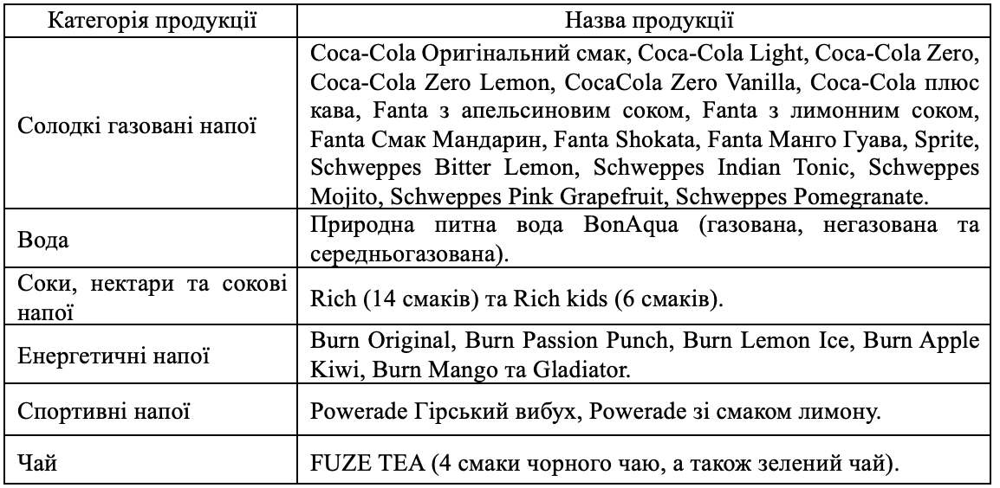 Категорія продукції
Назва продукції
Солодкі газовані напої
Coca-Cola Оригінальний смак, Coca-Cola Light, Coca-Cola Zero,
Coca-Cola Zero Lemon, CocaCola Zero Vanilla, Coca-Cola плюс
кава, Fanta з апельсиновим соком, Fanta з лимонним соком,
Fanta Смак Мандарин, Fanta Shokata, Fanta Манго Гуава, Sprite,
Schweppes Bitter Lemon, Schweppes Indian Tonic, Schweppes
Mojito, Schweppes Pink Grapefruit, Schweppes Pomegranate.
Вода
Природна питна вода BonAqua (газована, негазована та
середньогазована).
Соки, нектари та сокові
напої
Rich (14 смаків) та Rich kids (6 смаків).
Енергетичні напої
Burn Original, Burn Passion Punch, Burn Lemon Ice, Burn Apple
Kiwi, Burn Mango та Gladiator.
Спортивні напої
Powerade Гірський вибух, Powerade зі смаком лимону.
Чай
FUZE TEA (4 смаки чорного чаю, а також зелений чай).